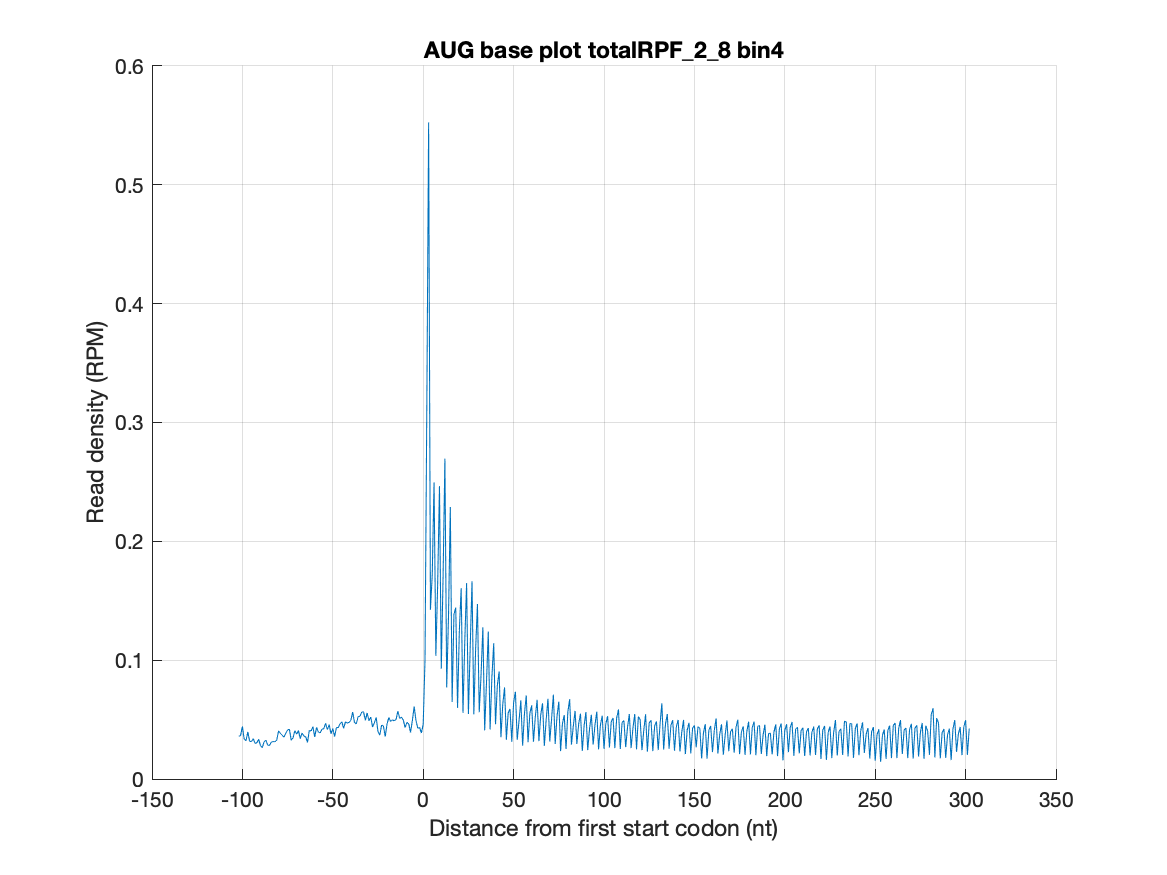 AUG base plot totalRPF_2_8 bin4
0.6
0.5
0.4
0.3
0.2
0.1
0
Read density (RPM)
-150 -100 -50 0 50 100 150 200 250 300 350
Distance from first start codon (nt)